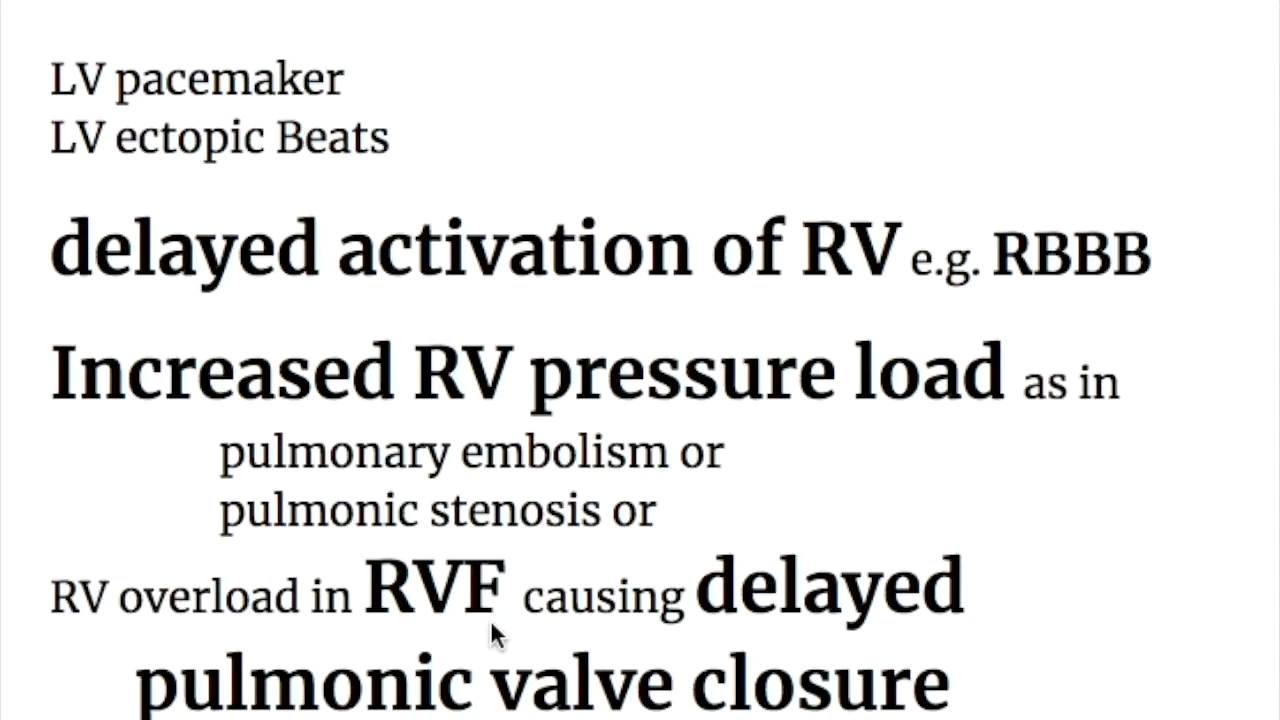 LV pacemaker
LV ectopic Beats
delayed activation of RV e.g. RBBB
Increased RV pressure load as in
pulmonary embolism or
pulmonic stenosis or
RV overload in RVF causing delayed
pulmonic valve closure